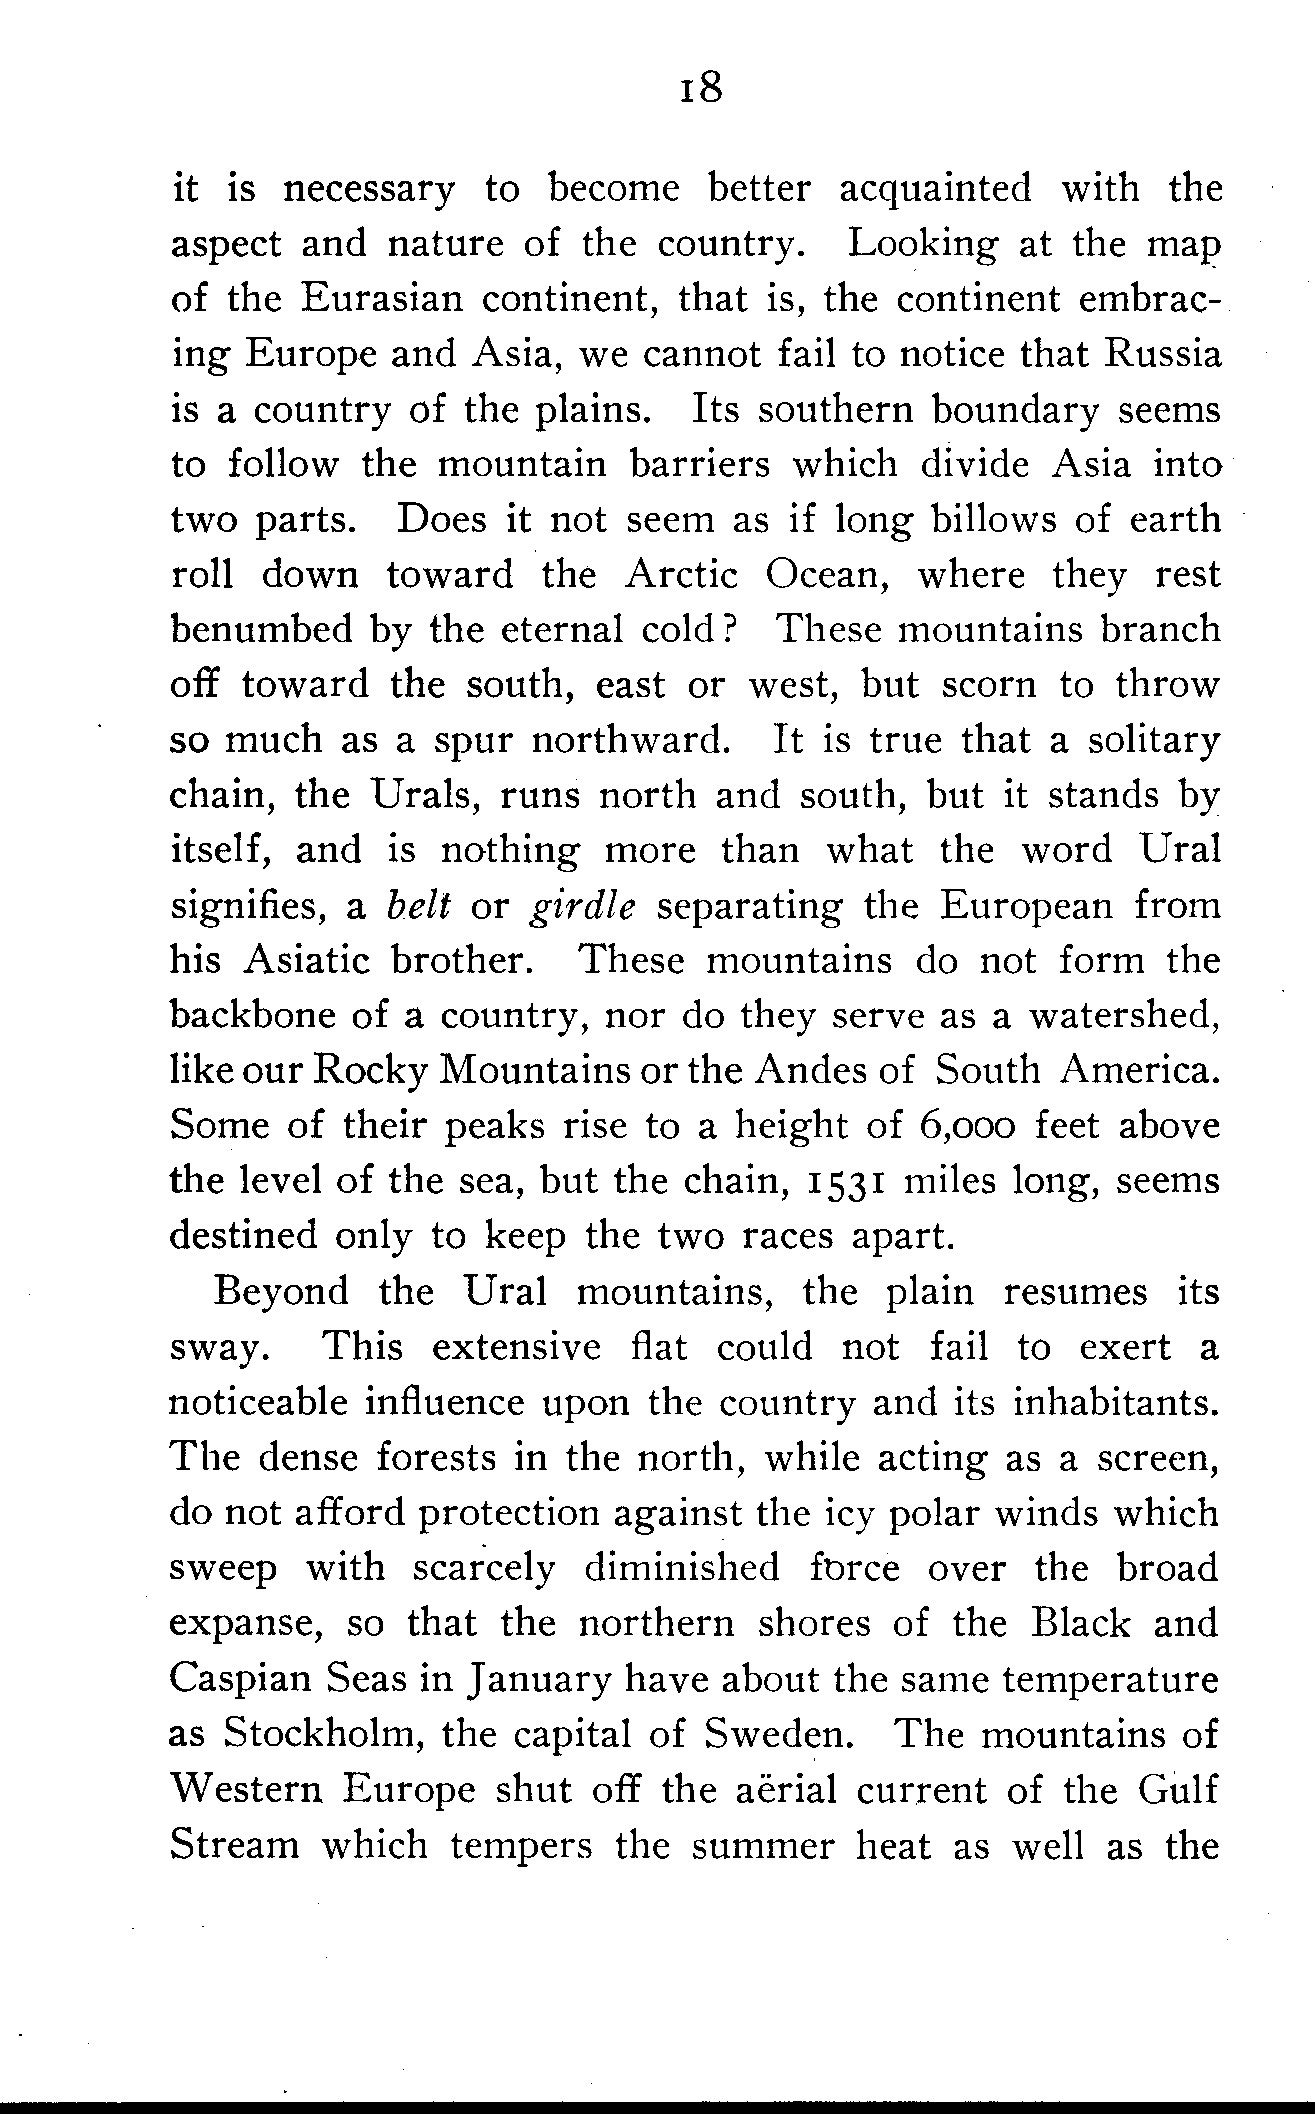 18
it is necessary to become better acquainted with the
aspect and nature of the country. Looking at the map
of the Eurasian continent, that is, the continent embrac-
ing Europe and Asia, we cannot fail to notice that Russia
is a country of the plains. Its southern boundary seems
to follow the mountain barriers which divide Asia into
two parts. Does it not seem as if long billows of earth
roll down toward the Arctic Ocean, where they rest
benumbed by the eternal cold? These mountains branch
off toward the south, east or west, but scorn to throw
so much as a spur northward. It is true that a solitary
chain, the Urals, runs north and south, but it stands by
itself, and is nothing more than what the word Ural
signifies, a belt or girdle separating the European from
his Asiatic brother. These mountains do not form the
backbone of a country, nor do they serve as a watershed,
like our Rocky Mountains or the Andes of South America.
Some of their peaks rise to a height of 6,000 feet above
the level of the sea, but the chain, 1531 miles long, seems
destined only to keep the two races apart.
Beyond the Ural mountains, the plain resumes its
sway. This extensive flat could not fail to exert a
noticeable influence upon the country and its inhabitants.
The dense forests in the north, while acting as a screen,
do not afford protection against the icy polar winds which
sweep with scarcely diminished force over the broad
expanse, so that the northern shores of the Black and
Caspian Seas in January have about the same temperature
as Stockholm, the capital of Sweden. The mountains of
Western Europe shut off the aërial current of the Gulf
Stream which tempers the summer heat as well as the